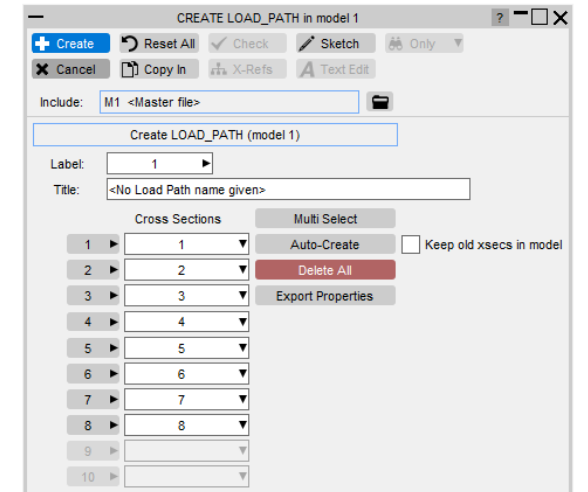 CREATE LOAD_PATH in model 1 ?
Create Reset All Check Sketch Only
Cancel Copy In X-Refs Text Edit
Include: M1 <Master file>
Create LOAD_PATH (model 1)
Label: 1
Title: <No Load Path name given>
Cross Sections Multi Select
1 1 Auto-Create Keep old xsecs in model
2 2 Delete All
3 3 Export Properties
4 4
5 5
6 6
7 7
8 8
9
10